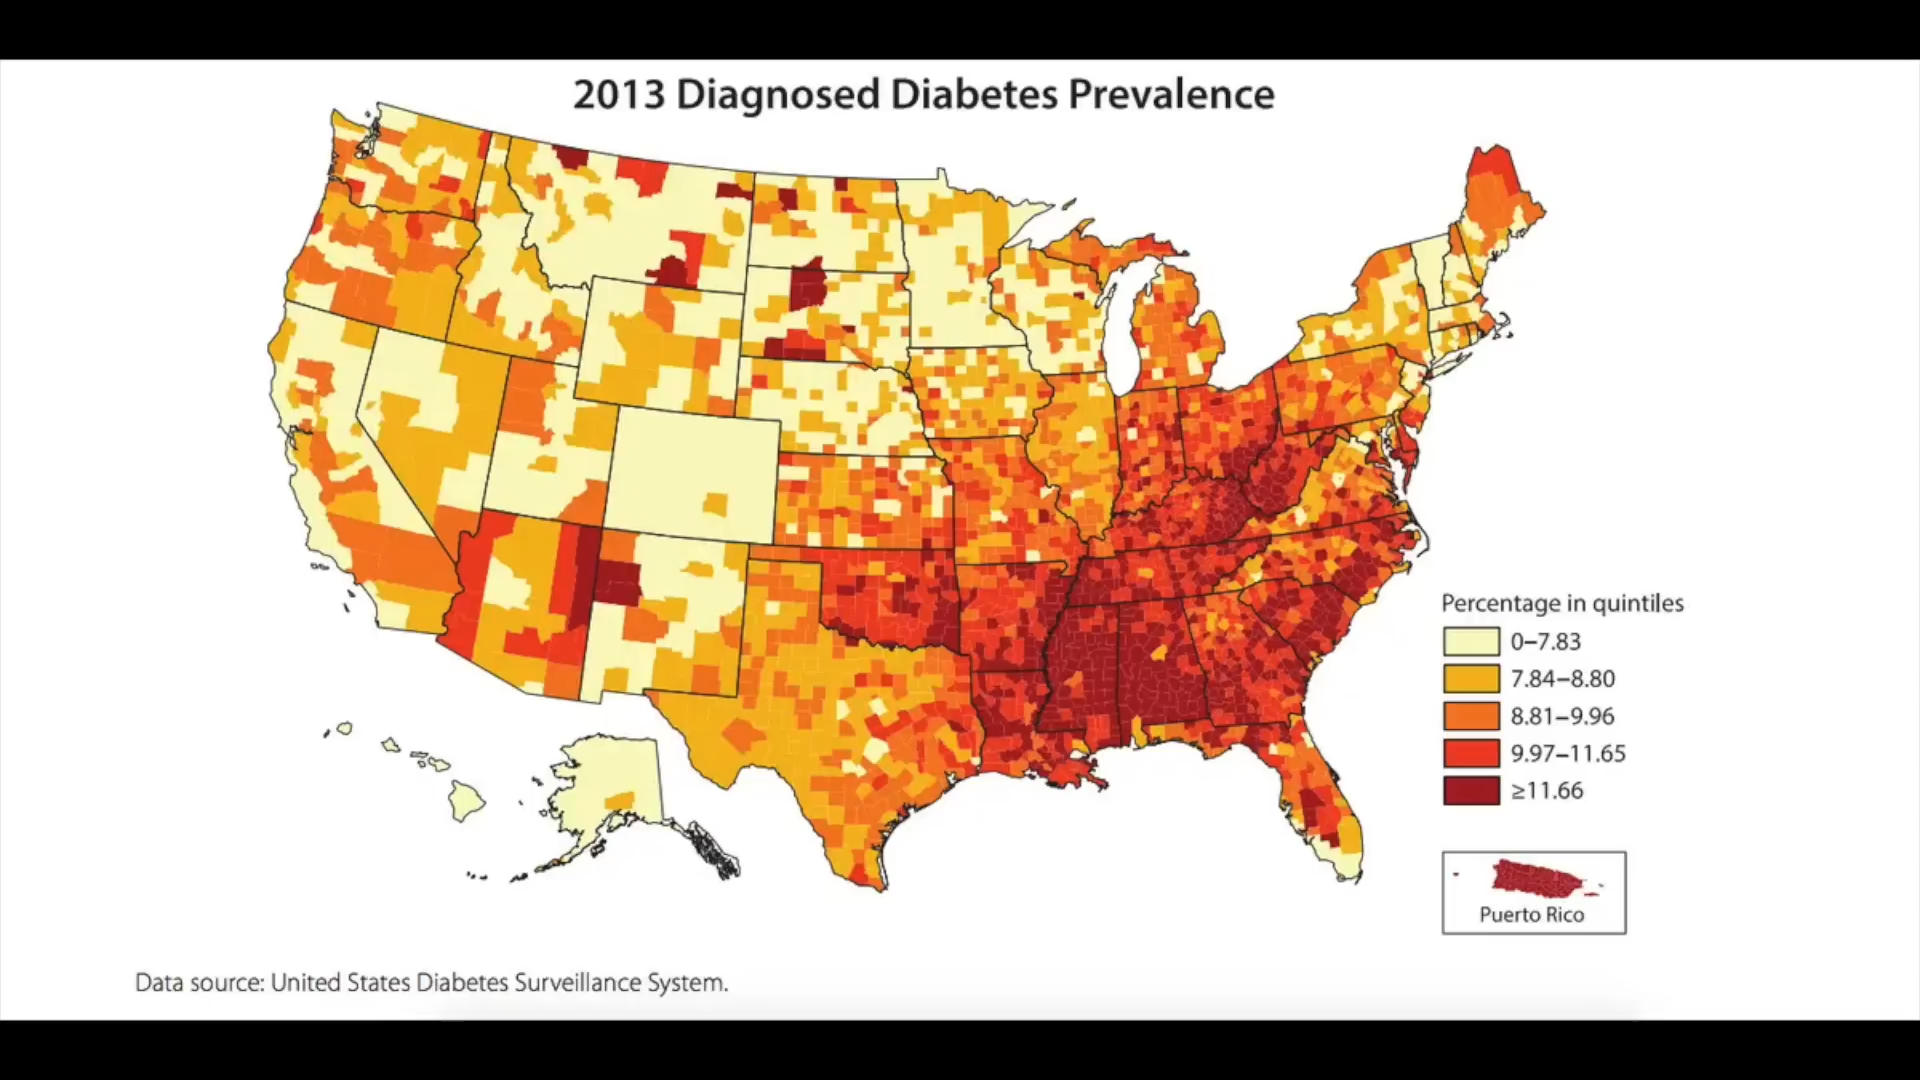 2013 Diagnosed Diabetes Prevalence
Percentage in quintiles
0–7.83
7.84–8.80
8.81–9.96
9.97–11.65
≥11.66
Puerto Rico
Data source: United States Diabetes Surveillance System.